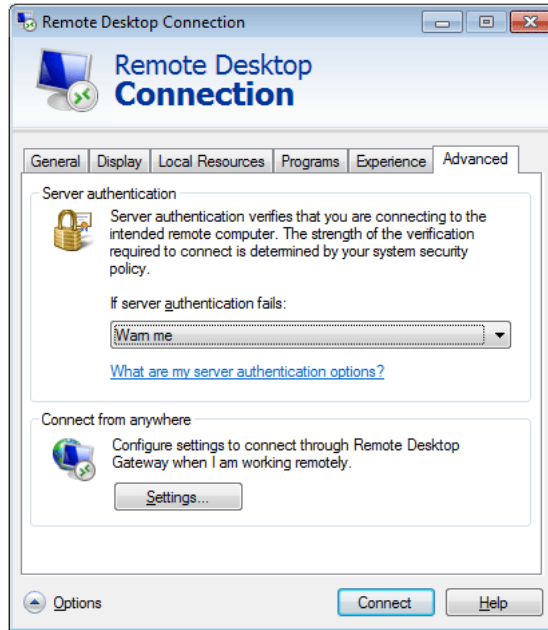 Remote Desktop Connection
Remote Desktop
Connection
General Display Local Resources Programs Experience Advanced
Server authentication
Server authentication verifies that you are connecting to the
intended remote computer. The strength of the verification
required to connect is determined by your system security
policy.
If server authentication fails:
Warn me
What are my server authentication options?
Connect from anywhere
Configure settings to connect through Remote Desktop
Gateway when I am working remotely.
Settings...
Options Connect Help